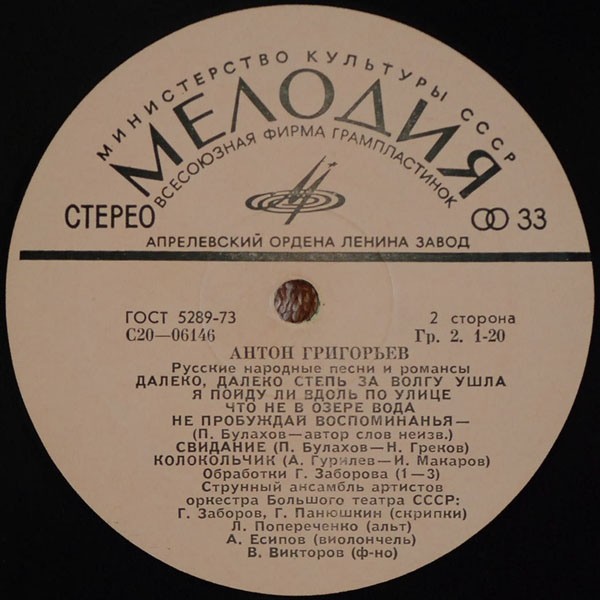 МИНИСТЕРСТВО КУЛЬТУРЫ СССР
МЕЛОДИЯ
ВСЕСОЮЗНАЯ ФИРМА ГРАМПЛАСТИНОК
СТЕРЕО 33
АПРЕЛЕВСКИЙ ОРДЕНА ЛЕНИНА ЗАВОД
ГОСТ 5289-73 2 сторона
С20—06146 Гр. 2. 1-20
АНТОН ГРИГОРЬЕВ
Русские народные песни и романсы
ДАЛЕКО, ДАЛЕКО СТЕПЬ ЗА ВОЛГУ УШЛА
Я ПОЙДУ ЛИ ВДОЛЬ ПО УЛИЦЕ
ЧТО НЕ В ОЗЕРЕ ВОДА
НЕ ПРОБУЖДАЙ ВОСПОМИНАНЬЯ—
(П. Булахов—автор слов неизв.)
СВИДАНИЕ (П. Булахов—Н. Греков)
КОЛОКОЛЬЧИК (А. Гурилев—И. Макаров)
Обработки Г. Заборова (1—3)
Струнный ансамбль артистов
оркестра Большого театра СССР:
Г. Заборов, Г. Панюшкин (скрипки)
Л. Попереченко (альт)
А. Есипов (виолончель)
В. Викторов (ф-но)